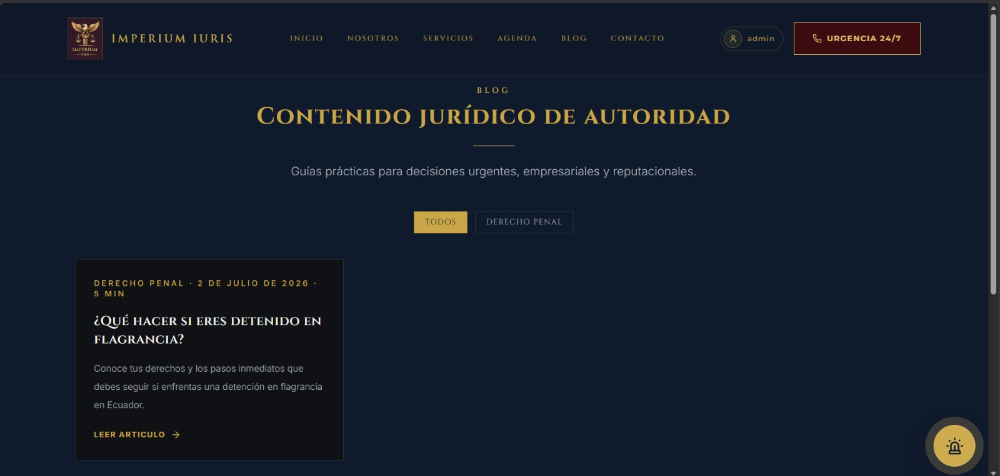 IMPERIUM
IURIS
IMPERIUM IURIS
INICIO
NOSOTROS
SERVICIOS
AGENDA
BLOG
CONTACTO
admin
URGENCIA 24/7
BLOG
Contenido jurídico de autoridad
Guías prácticas para decisiones urgentes, empresariales y reputacionales.
TODOS
DERECHO PENAL
DERECHO PENAL · 2 DE JULIO DE 2026 ·
5 MIN
¿Qué hacer si eres detenido en
flagrancia?
Conoce tus derechos y los pasos inmediatos que
debes seguir si enfrentas una detención en flagrancia
en Ecuador.
LEER ARTICULO